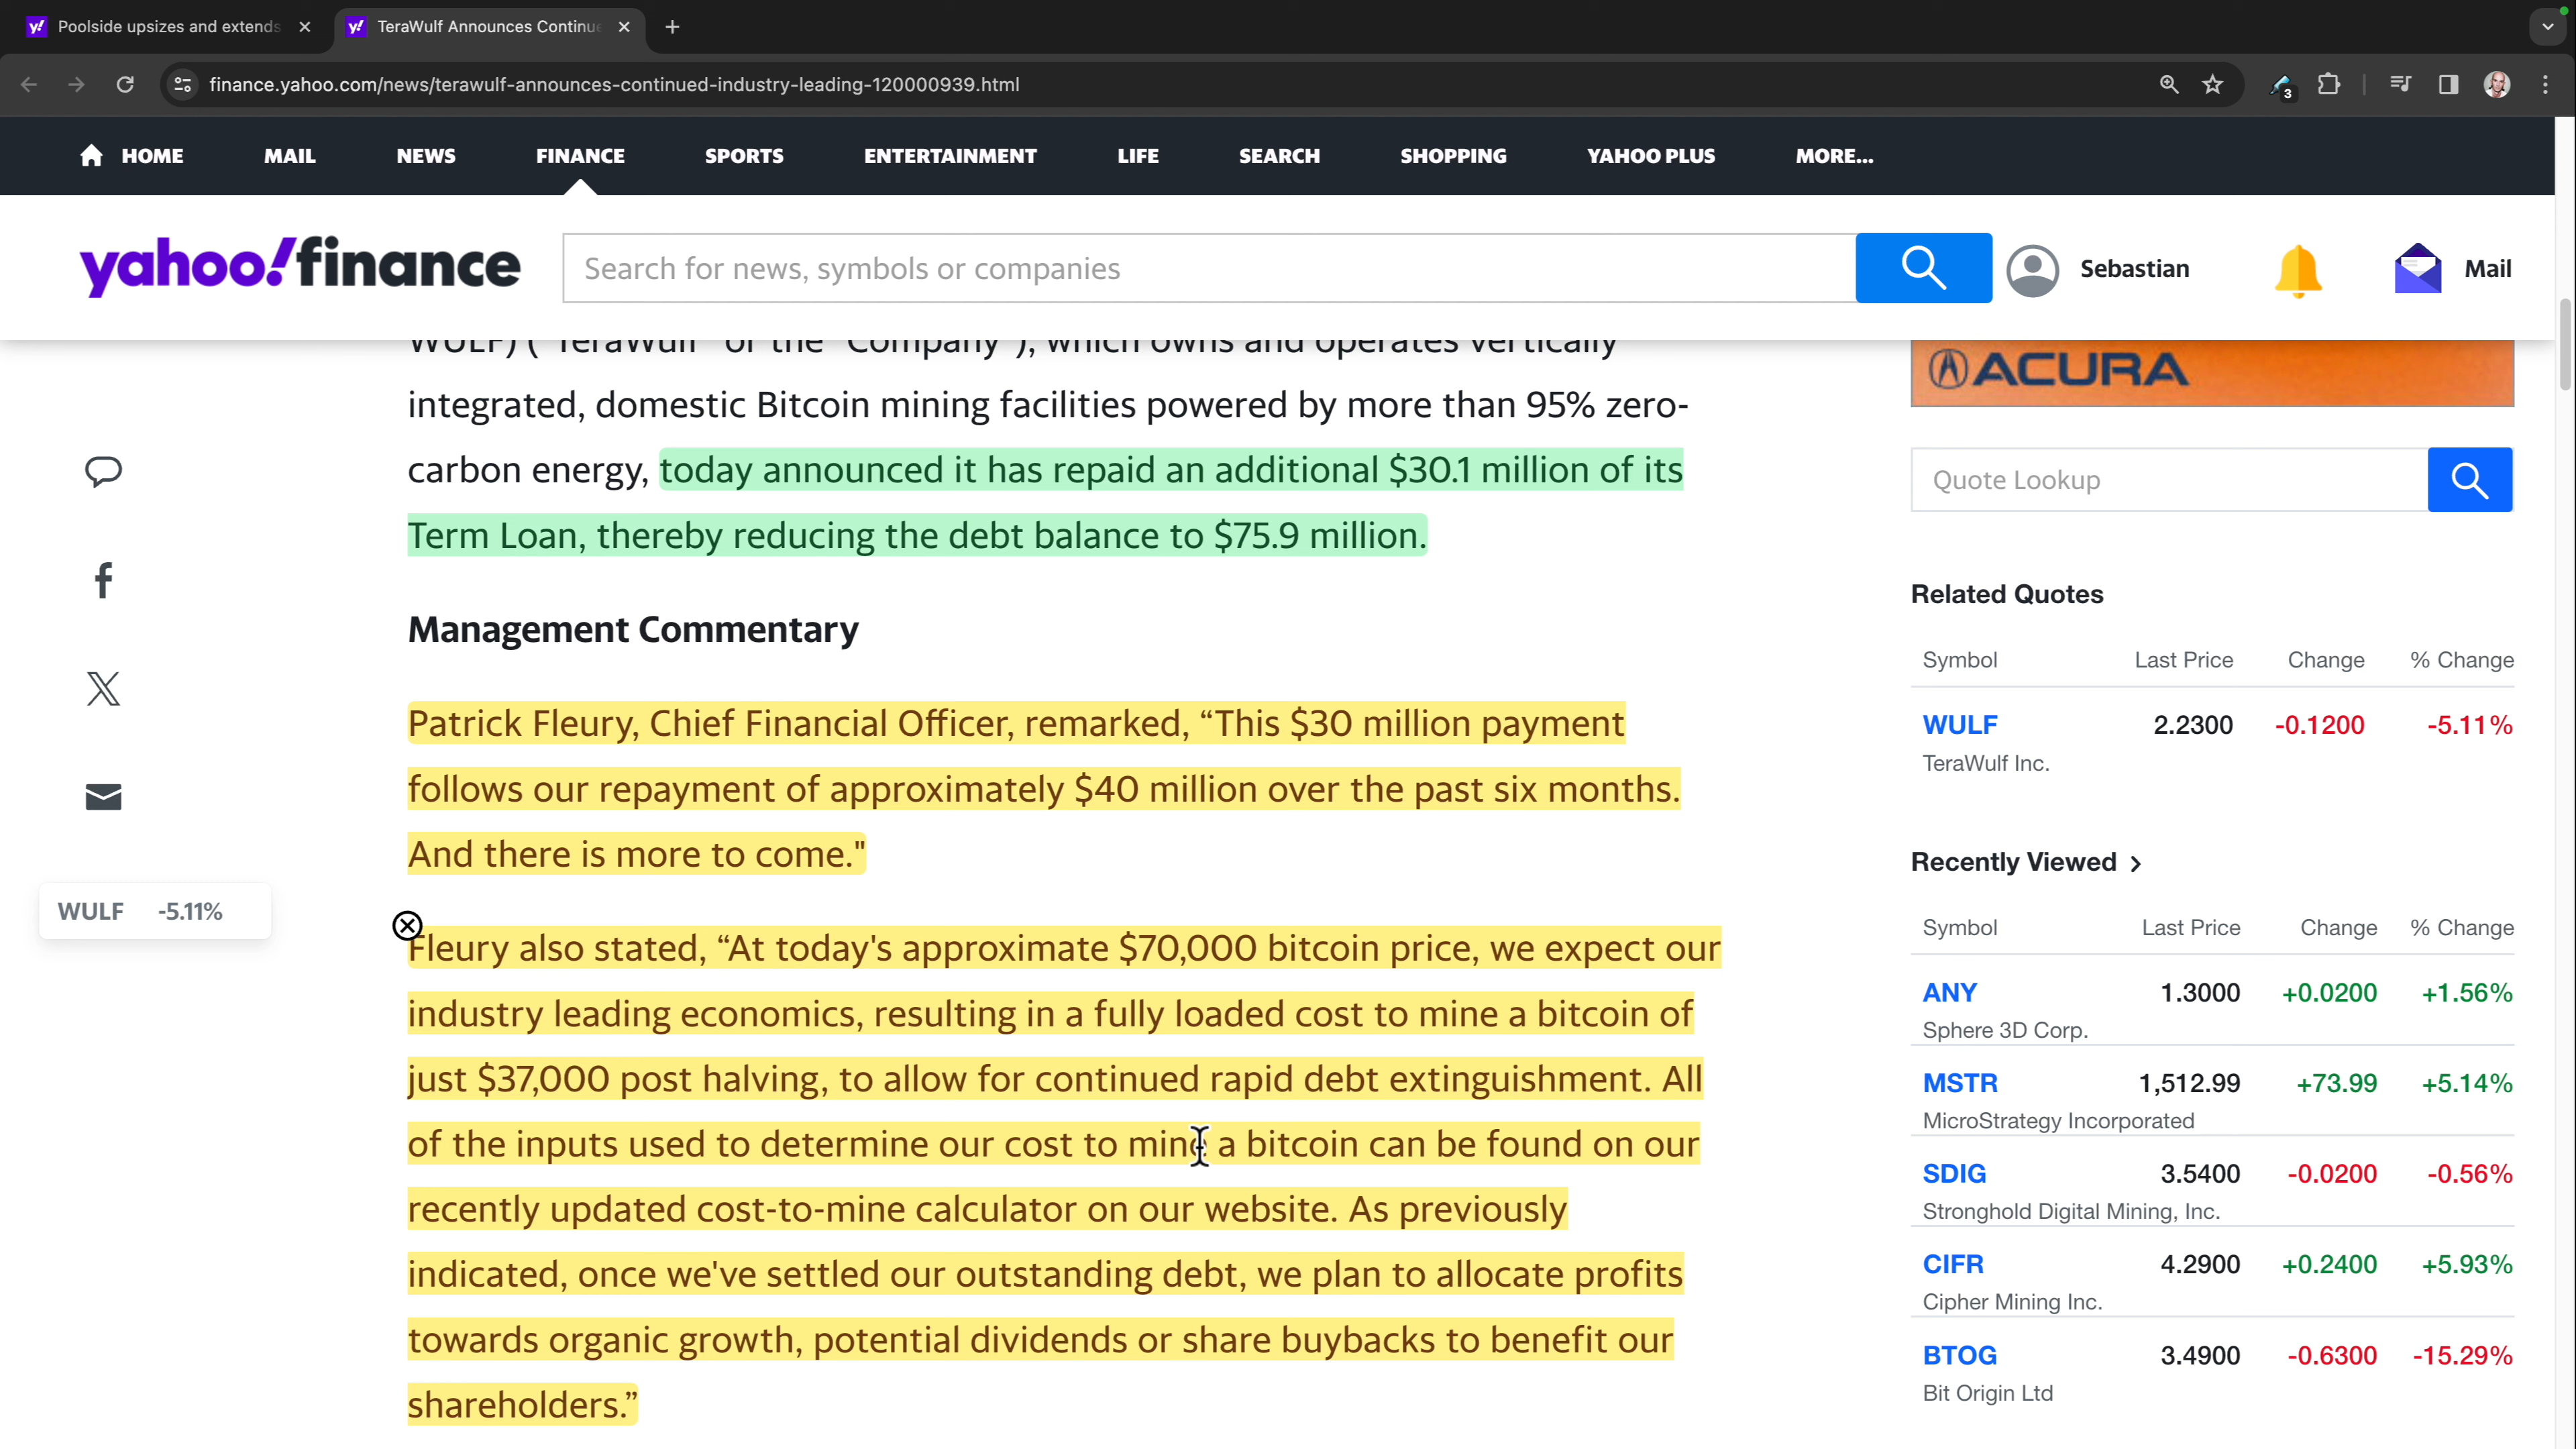 Poolside upsizes and extends
TeraWulf Announces Continue
finance.yahoo.com/news/terawulf-announces-continued-industry-leading-120000939.html
3
HOME MAIL NEWS FINANCE SPORTS ENTERTAINMENT LIFE SEARCH SHOPPING YAHOO PLUS MORE...
yahoo!finance
Search for news, symbols or companies
Sebastian
Mail
WULF) ("TeraWulf" or the "Company"), which owns and operates vertically
integrated, domestic Bitcoin mining facilities powered by more than 95% zero-
carbon energy, today announced it has repaid an additional $30.1 million of its
Term Loan, thereby reducing the debt balance to $75.9 million.
Management Commentary
Patrick Fleury, Chief Financial Officer, remarked, “This $30 million payment
follows our repayment of approximately $40 million over the past six months.
And there is more to come."
Fleury also stated, “At today's approximate $70,000 bitcoin price, we expect our
industry leading economics, resulting in a fully loaded cost to mine a bitcoin of
just $37,000 post halving, to allow for continued rapid debt extinguishment. All
of the inputs used to determine our cost to mine a bitcoin can be found on our
recently updated cost-to-mine calculator on our website. As previously
indicated, once we've settled our outstanding debt, we plan to allocate profits
towards organic growth, potential dividends or share buybacks to benefit our
shareholders.”
WULF -5.11%
ACURA
Quote Lookup
Related Quotes
Symbol Last Price Change % Change
WULF 2.2300 -0.1200 -5.11%
TeraWulf Inc.
Recently Viewed
Symbol Last Price Change % Change
ANY 1.3000 +0.0200 +1.56%
Sphere 3D Corp.
MSTR 1,512.99 +73.99 +5.14%
MicroStrategy Incorporated
SDIG 3.5400 -0.0200 -0.56%
Stronghold Digital Mining, Inc.
CIFR 4.2900 +0.2400 +5.93%
Cipher Mining Inc.
BTOG 3.4900 -0.6300 -15.29%
Bit Origin Ltd